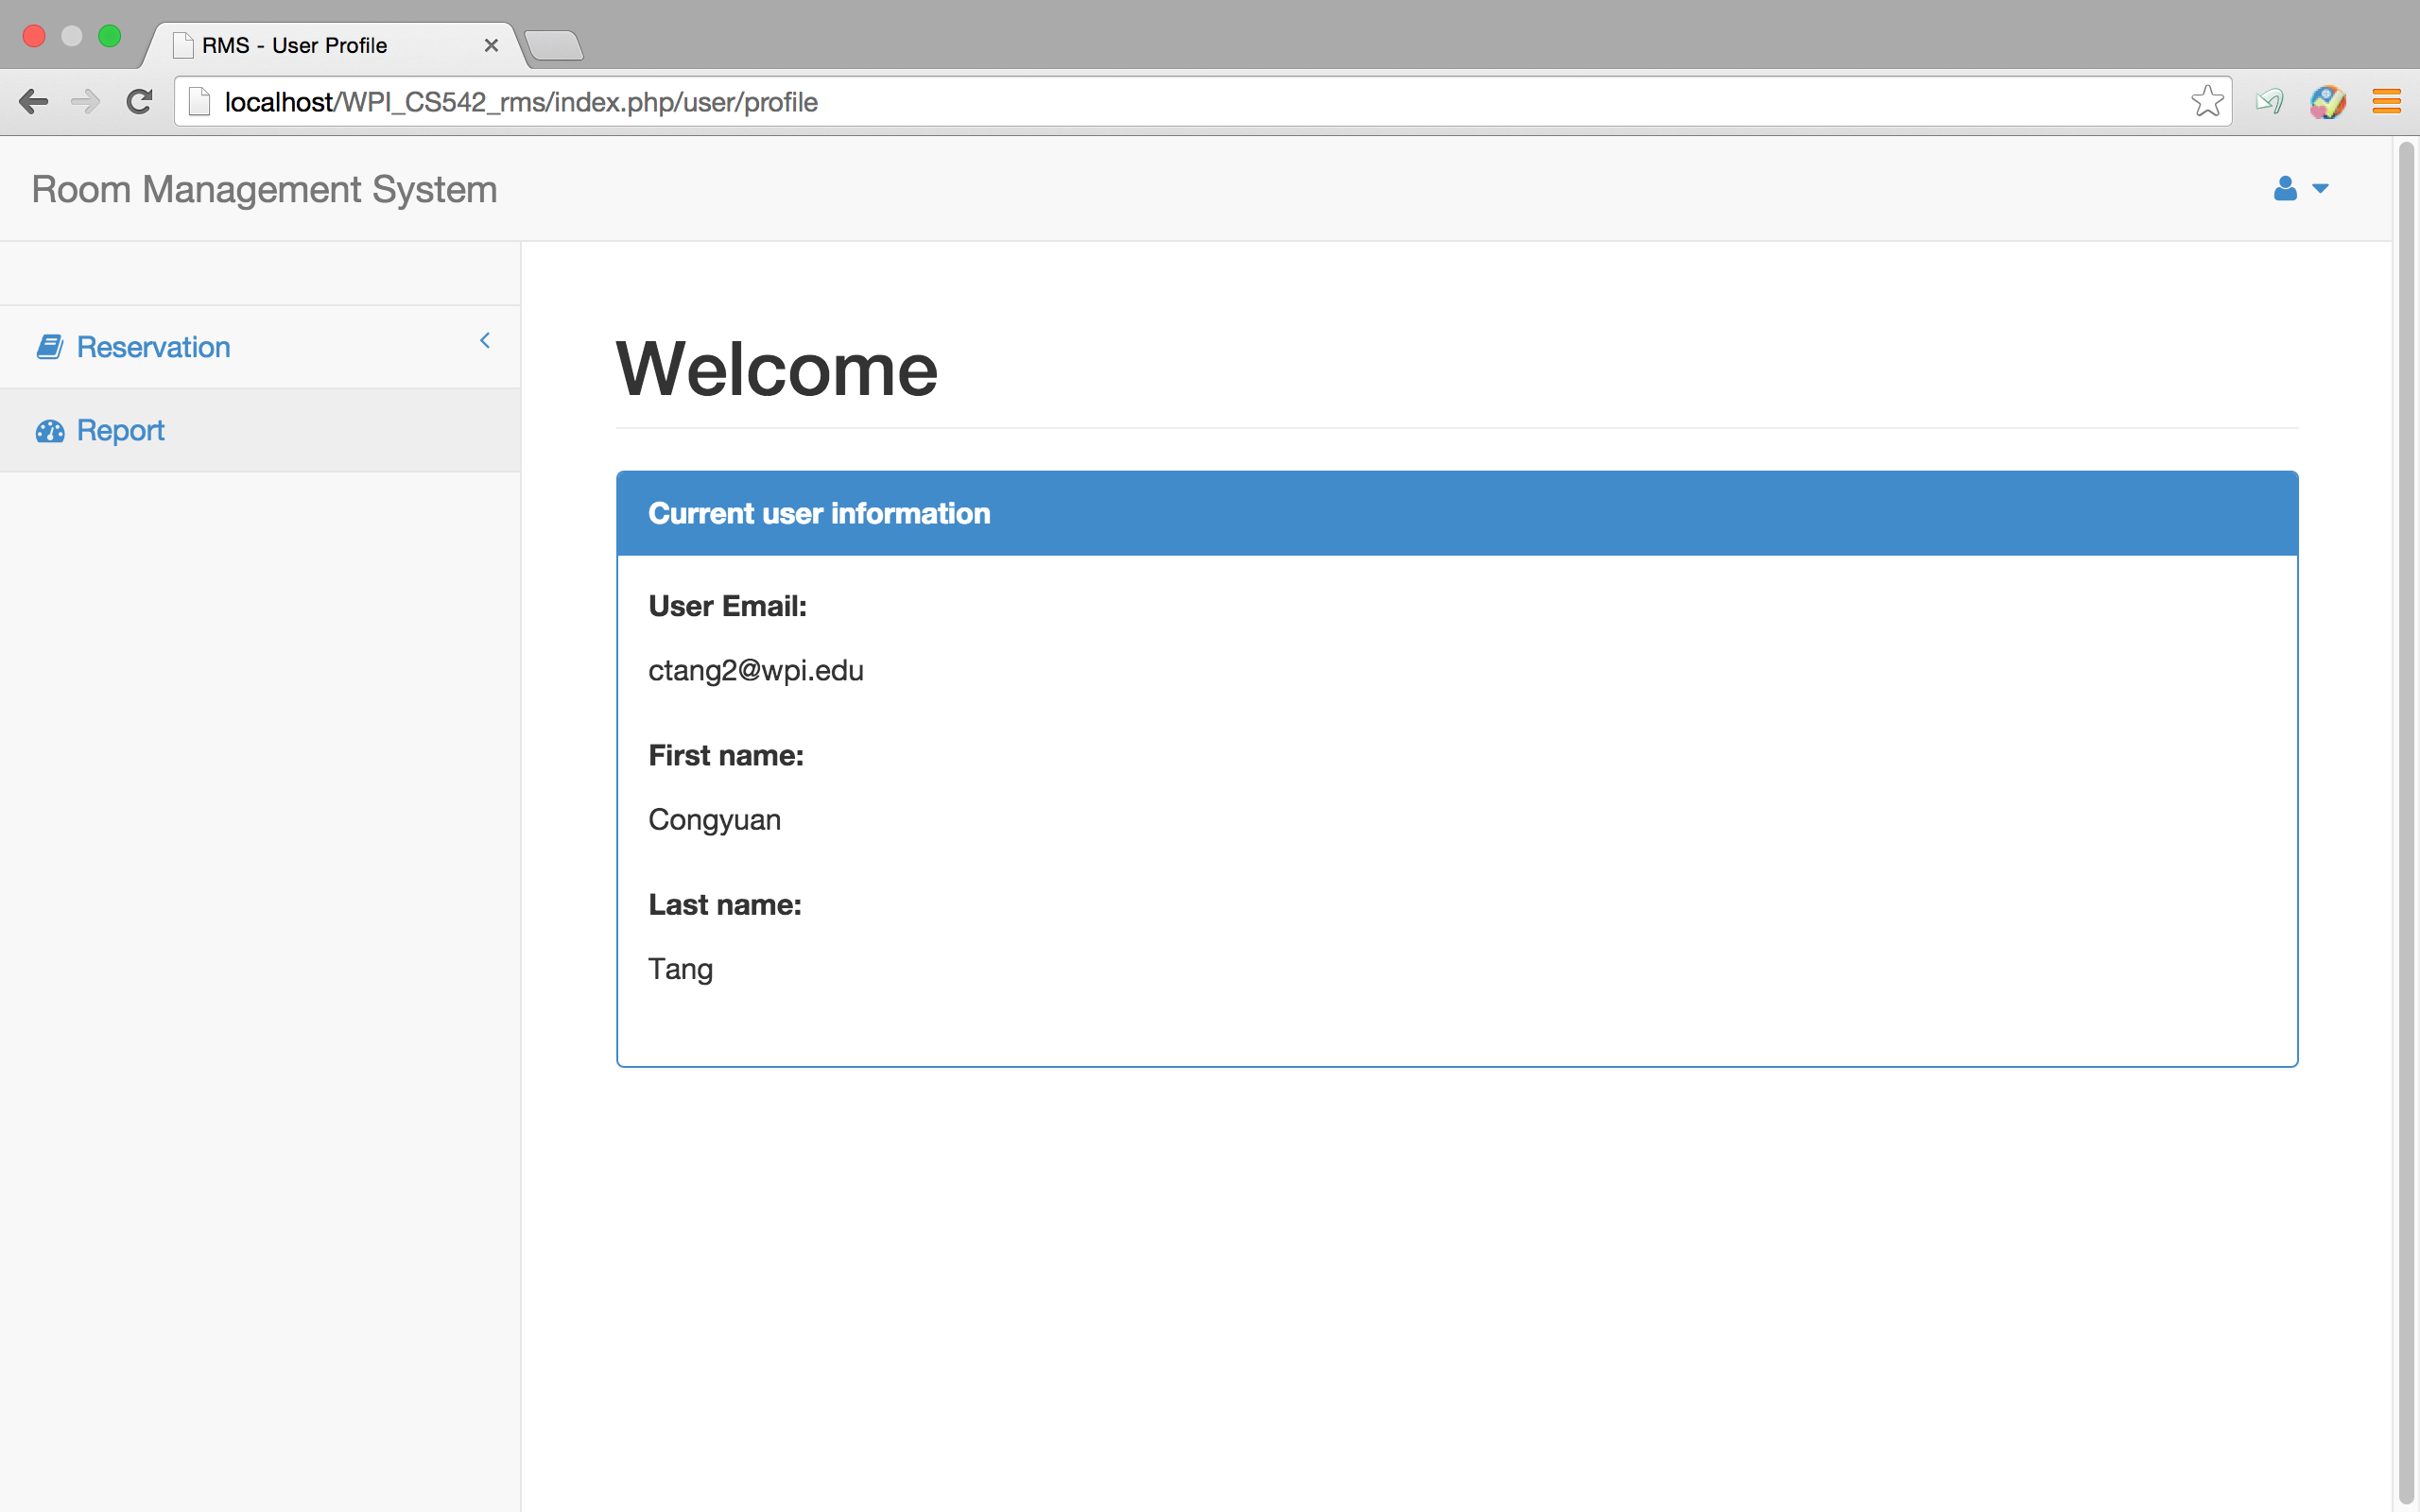 RMS - User Profile
localhost/WPI_CS542_rms/index.php/user/profile
Room Management System
Reservation
Report
Welcome
Current user information
User Email:
ctang2@wpi.edu
First name:
Congyuan
Last name:
Tang